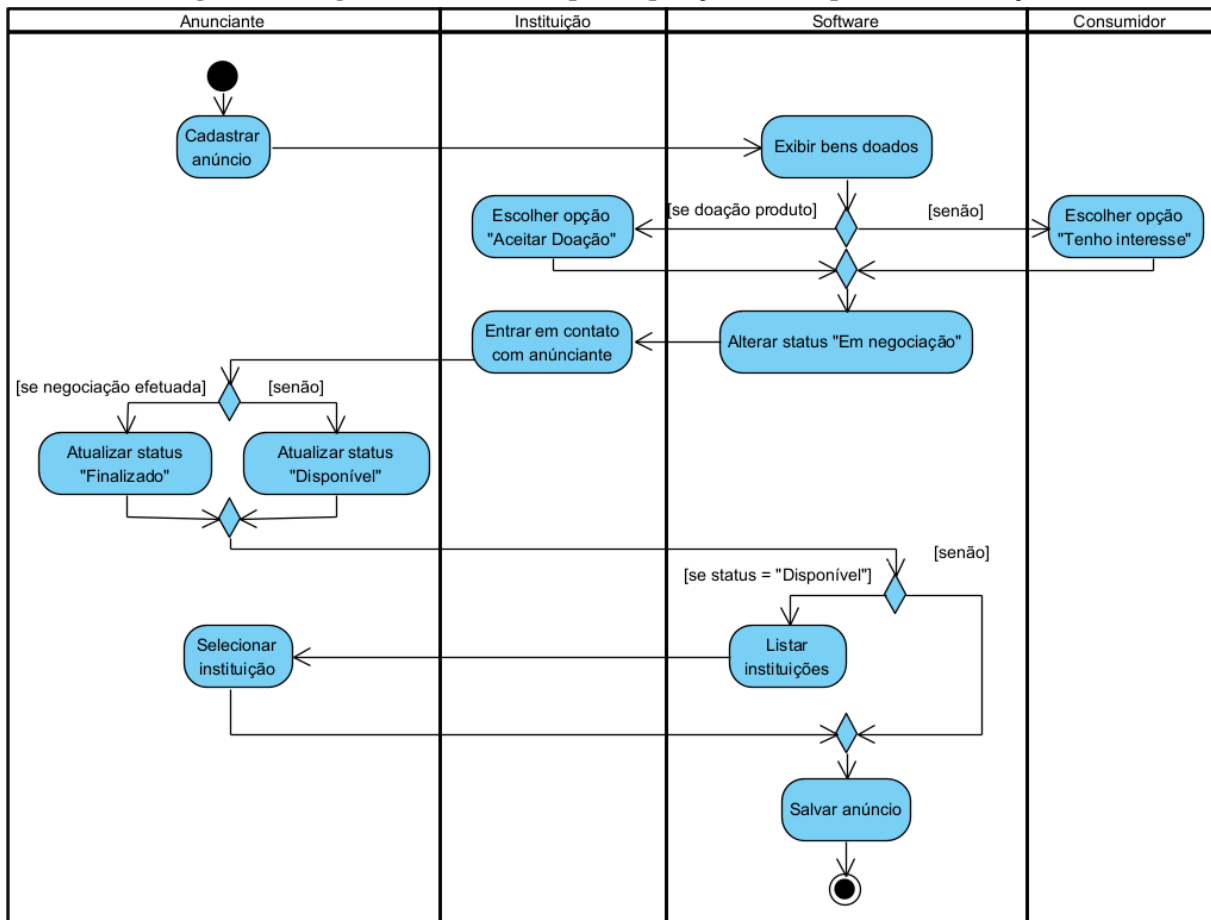 Anunciante
Instituição
Software
Consumidor
Cadastrar
anúncio
Exibir bens doados
[se doação produto]
[senão]
Escolher opção
"Aceitar Doação"
Escolher opção
"Tenho interesse"
Entrar em contato
com anúnciante
Alterar status "Em negociação"
[se negociação efetuada]
[senão]
Atualizar status
"Finalizado"
Atualizar status
"Disponível"
[senão]
[se status = "Disponível"]
Selecionar
instituição
Listar
instituições
Salvar anúncio